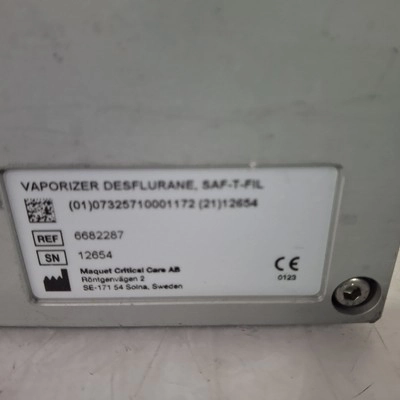 VAPORIZER DESFLURANE, SAF-T-FIL
(01)07325710001172 (21)12654
REF 6682287
SN 12654
Maquet Critical Care AB
Röntgenvägen 2
SE-171 54 Solna, Sweden
CE
0123